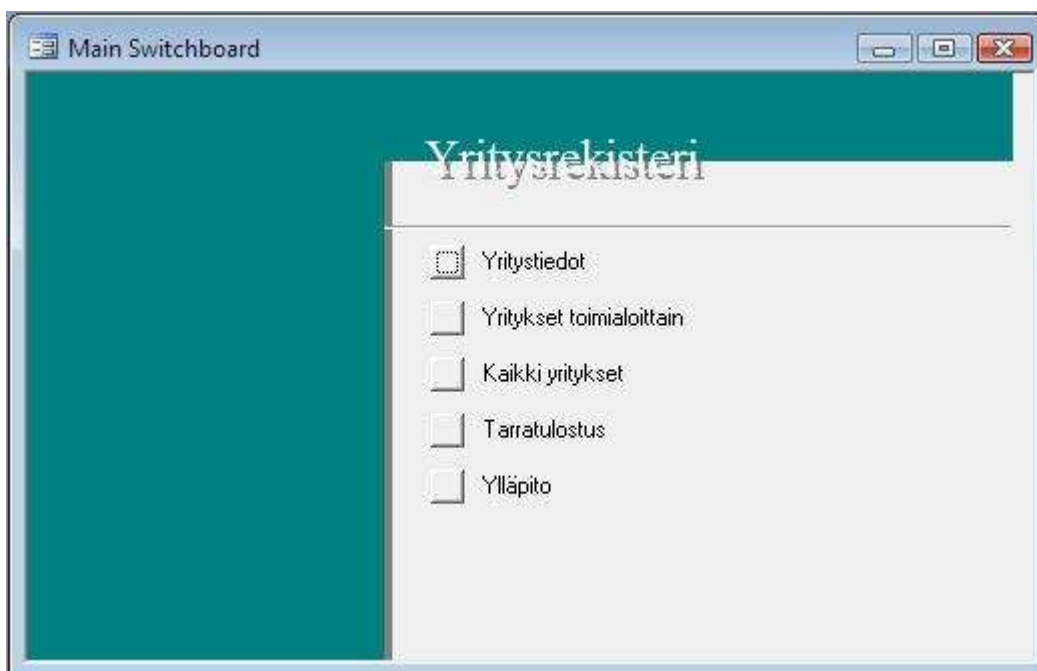 Main Switchboard
Yritysrekisteri
Yritystiedot
Yritykset toimialoittain
Kaikki yritykset
Tarratulostus
Ylläpito